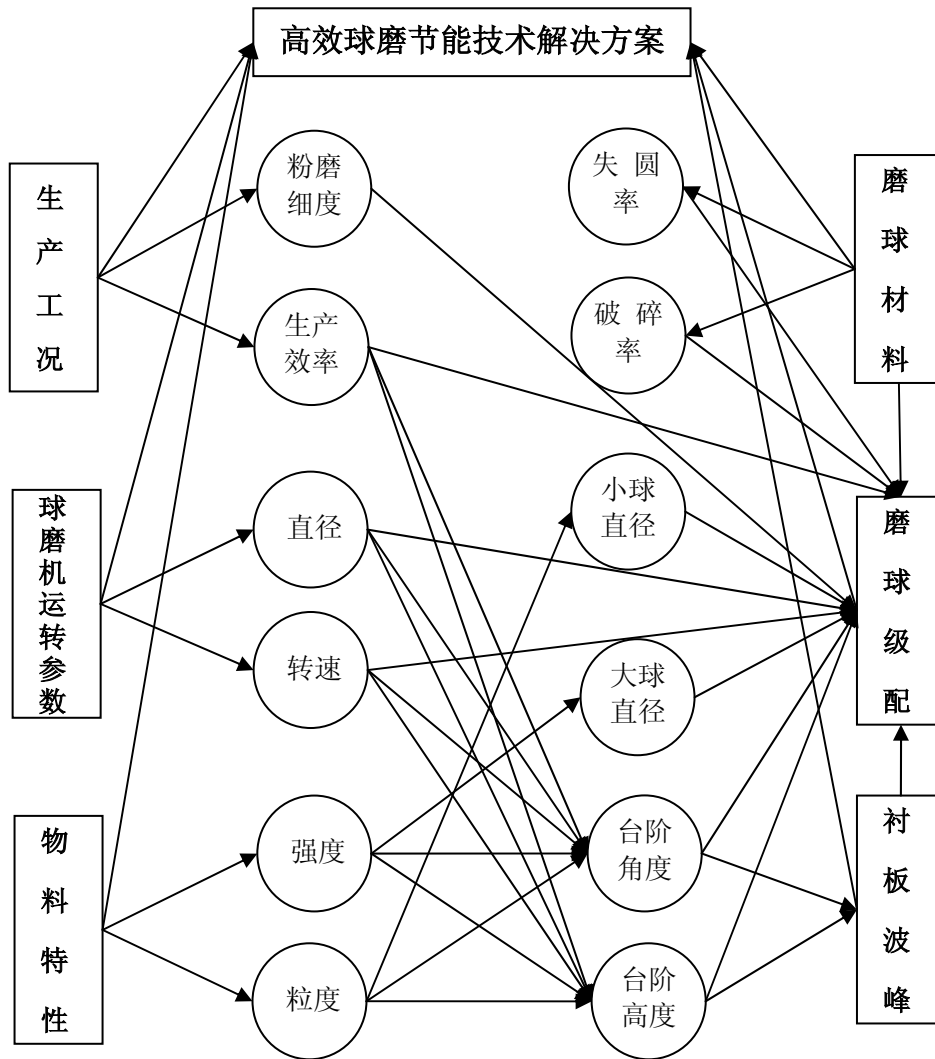 高效球磨节能技术解决方案
生产工况
粉磨
细度
失 圆
率
磨球材料
生产
效率
破 碎
率
球磨机运转参数
直径
小球
直径
磨球级配
转速
大球
直径
物料特性
强度
台阶
角度
衬板波峰
粒度
台阶
高度